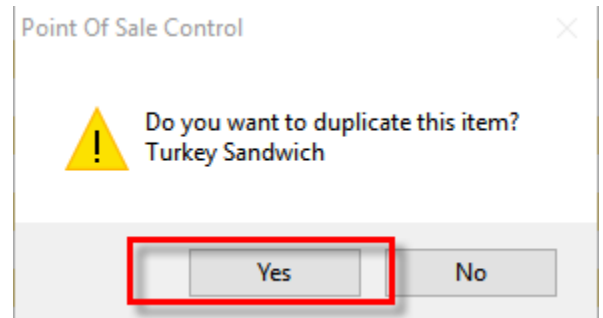 Point Of Sale Control
Do you want to duplicate this item?
Turkey Sandwich
Yes
No